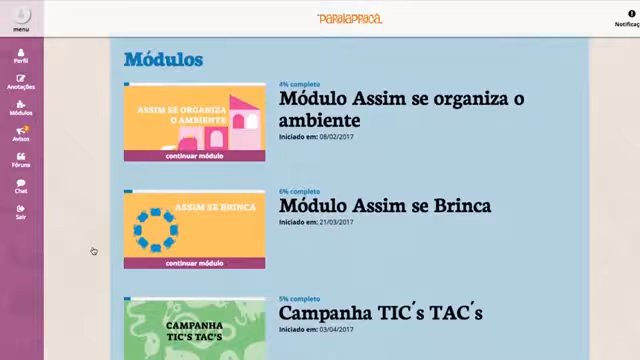 menu
Perfil
Anotações
Módulos
Avisos
Fóruns
Chat
Sair
paralapracá.
Módulos
ASSIM SE ORGANIZA
O AMBIENTE
continuar módulo
4% completo
Módulo Assim se organiza o
ambiente
Iniciado em: 08/02/2017
ASSIM SE BRINCA
continuar módulo
6% completo
Módulo Assim se Brinca
Iniciado em: 21/03/2017
CAMPANHA
TIC'S TAC'S
5% completo
Campanha TIC´s TAC´s
Iniciado em: 03/04/2017